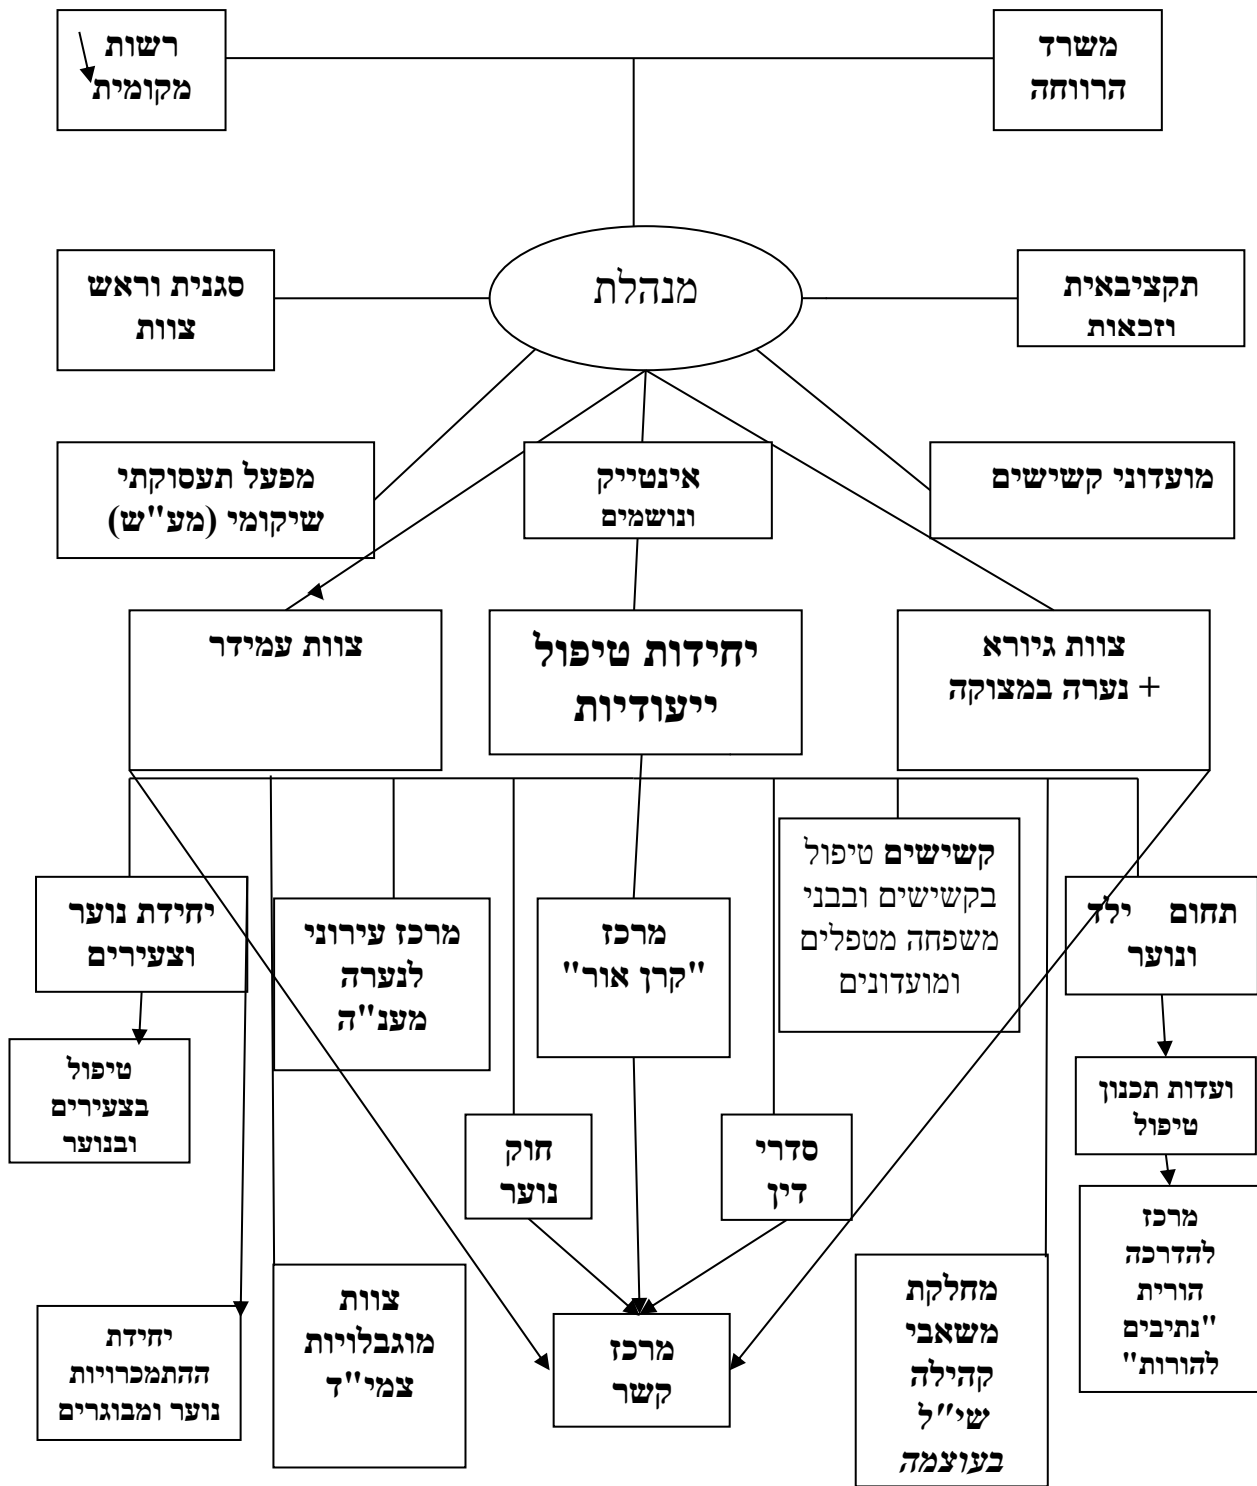 משרד
הרווחה
רשות
מקומית
מנהלת
תקציבאית
וזכאות
סגנית וראש
צוות
מועדוני קשישים
אינטייק
ונושמים
מפעל תעסוקתי
שיקומי (מע"ש)
צוות גיורא
+ נערה במצוקה
יחידות טיפול
ייעודיות
צוות עמידר
תחום ילד
ונוער
קשישים טיפול
בקשישים ובבני
משפחה מטפלים
ומועדונים
מרכז
"קרן אור"
מרכז עירוני
לנערה
מענ"ה
יחידת נוער
וצעירים
ועדות תכנון
טיפול
טיפול
בצעירים
ובנוער
סדרי
דין
חוק
נוער
מרכז
להדרכה
הורית
"נתיבים
להורות"
מחלקת
משאבי
קהילה
שי"ל
בעוצמה
מרכז
קשר
צוות
מוגבלויות
צמי"ד
יחידת
ההתמכרויות
נוער ומבוגרים